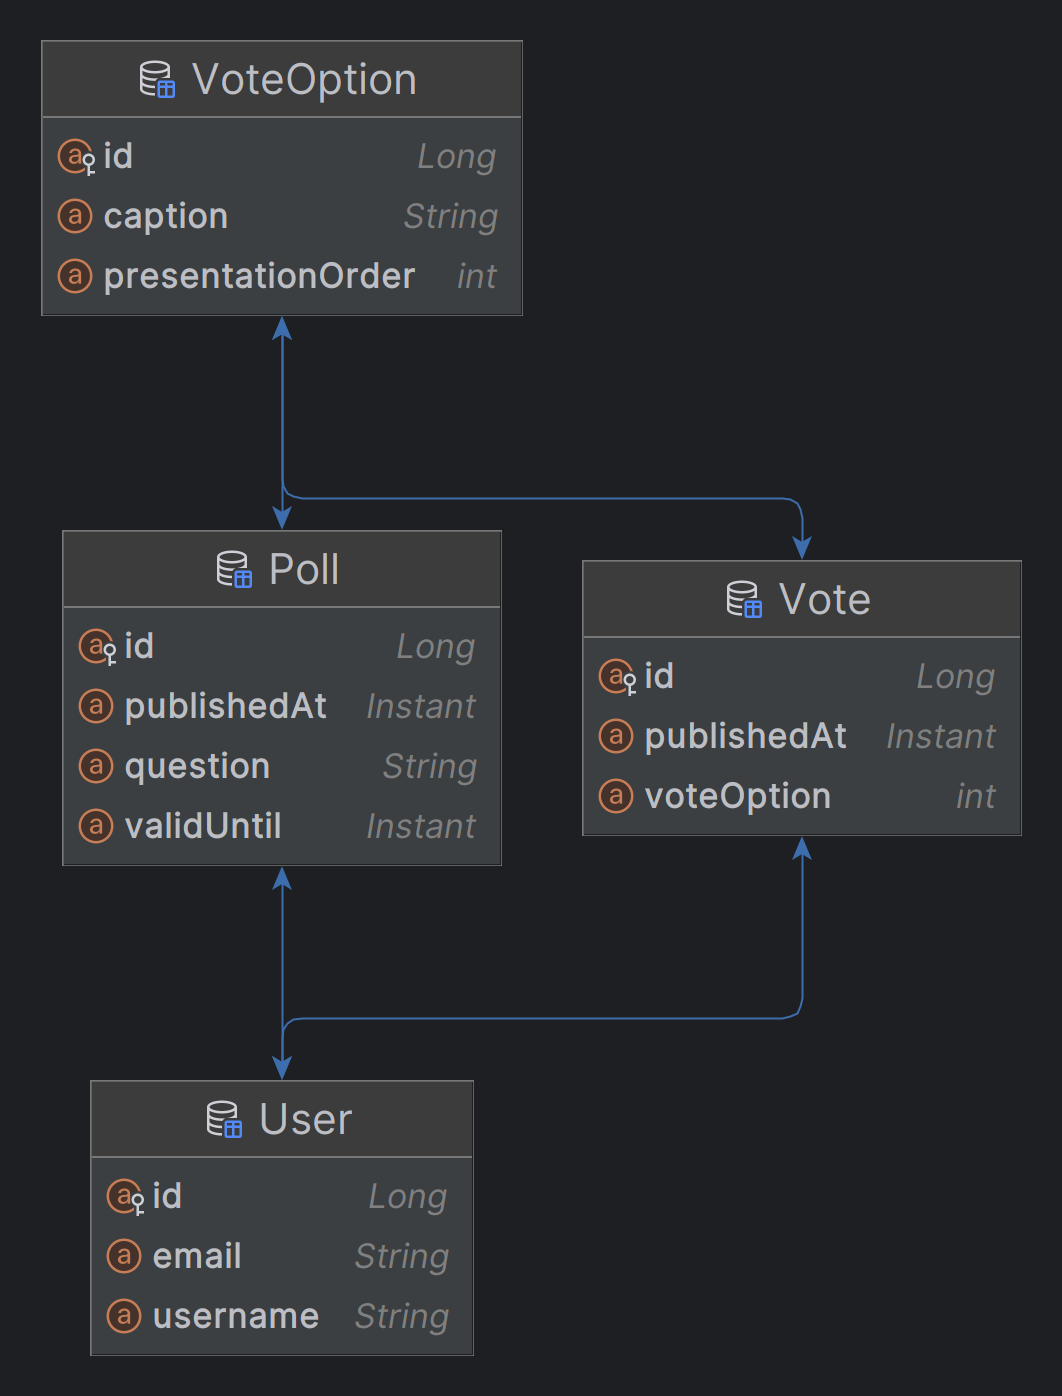 VoteOption
id Long
caption String
presentationOrder int
Poll
id Long
publishedAt Instant
question String
validUntil Instant
Vote
id Long
publishedAt Instant
voteOption int
User
id Long
email String
username String